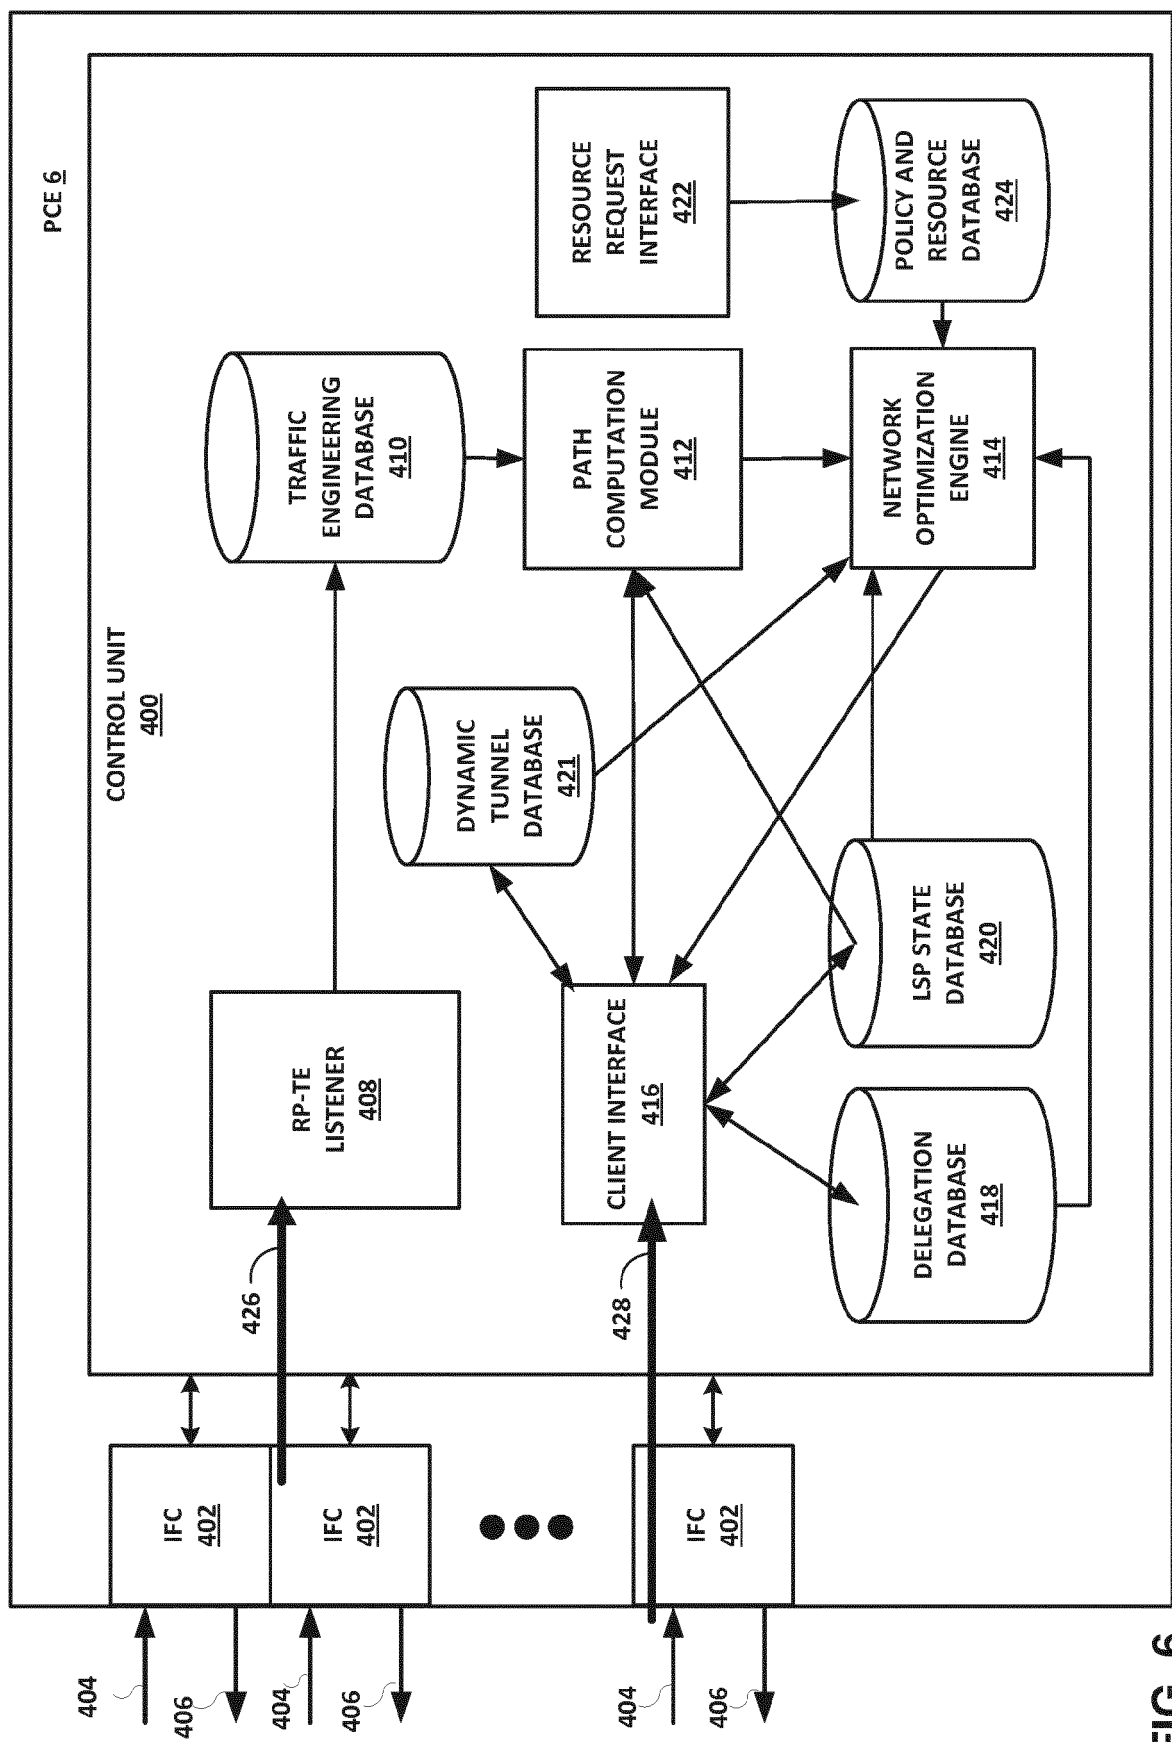 PCE 6
CONTROL UNIT
400
404
IFC
402
406
426
RP-TE
LISTENER
408
TRAFFIC
ENGINEERING
DATABASE
410
404
IFC
402
406
DYNAMIC
TUNNEL
DATABASE
421
RESOURCE
REQUEST
INTERFACE
422
PATH
COMPUTATION
MODULE
412
428
CLIENT INTERFACE
416
404
IFC
402
406
DELEGATION
DATABASE
418
LSP STATE
DATABASE
420
NETWORK
OPTIMIZATION
ENGINE
414
POLICY AND
RESOURCE
DATABASE
424
FIG.